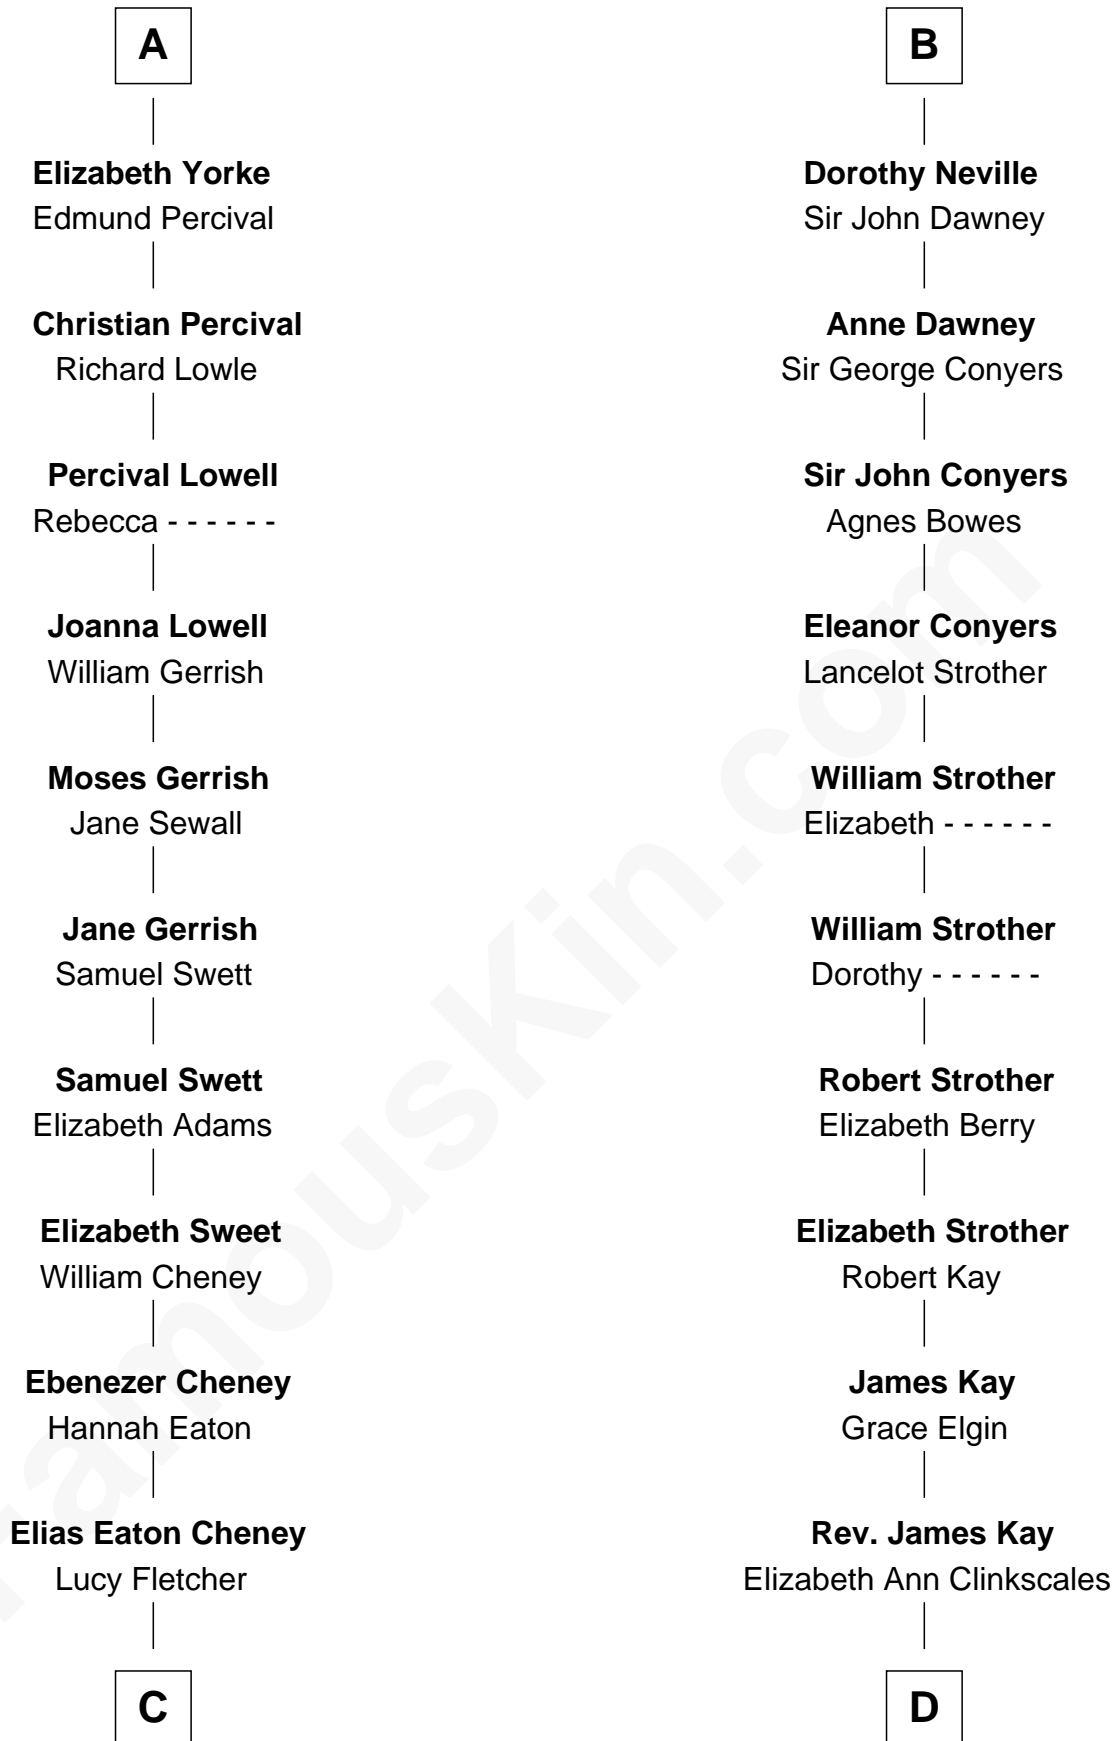 A
Elizabeth Yorke
Edmund Percival
Christian Percival
Richard Lowle
Percival Lowell
Rebecca - - - - - -
Joanna Lowell
William Gerrish
Moses Gerrish
Jane Sewall
Jane Gerrish
Samuel Swett
Samuel Swett
Elizabeth Adams
Elizabeth Sweet
William Cheney
Ebenezer Cheney
Hannah Eaton
Elias Eaton Cheney
Lucy Fletcher
C
B
Dorothy Neville
Sir John Dawney
Anne Dawney
Sir George Conyers
Sir John Conyers
Agnes Bowes
Eleanor Conyers
Lancelot Strother
William Strother
Elizabeth - - - - - -
William Strother
Dorothy - - - - - -
Robert Strother
Elizabeth Berry
Elizabeth Strother
Robert Kay
James Kay
Grace Elgin
Rev. James Kay
Elizabeth Ann Clinkscales
D
FamousKin.com